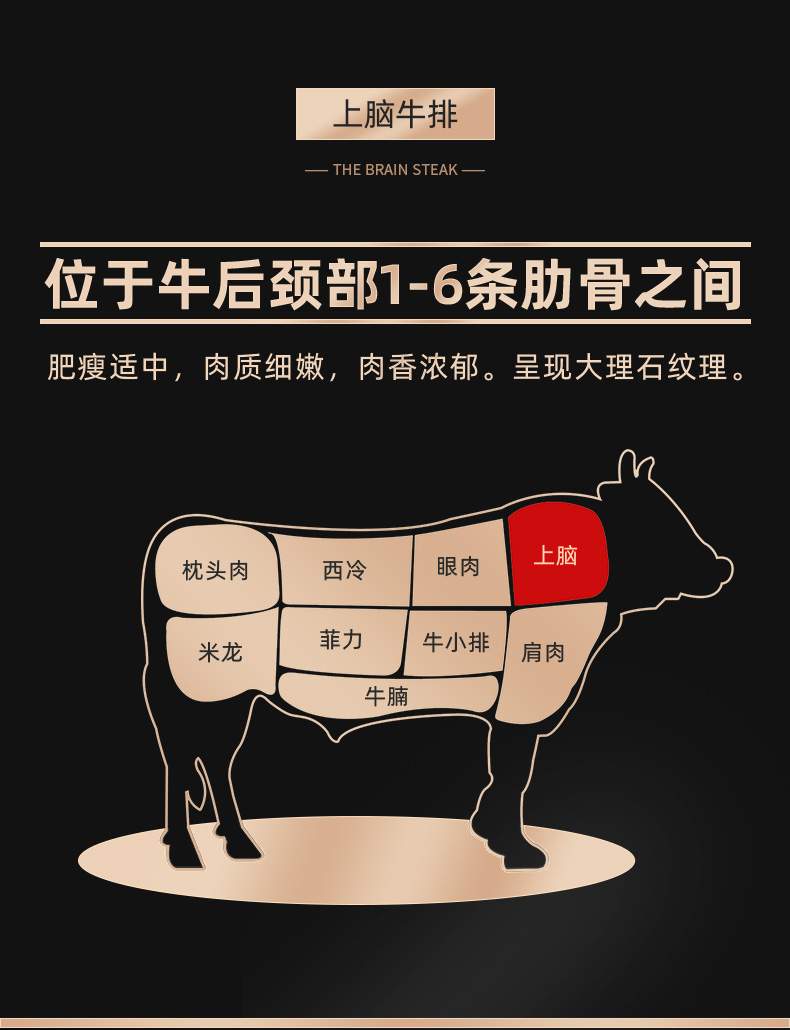 上脑牛排
THE BRAIN STEAK
位于牛后颈部1-6条肋骨之间
肥瘦适中，肉质细嫩，肉香浓郁。呈现大理石纹理。
上脑
枕头肉
西冷
眼肉
米龙
菲力
牛小排
肩肉
牛腩